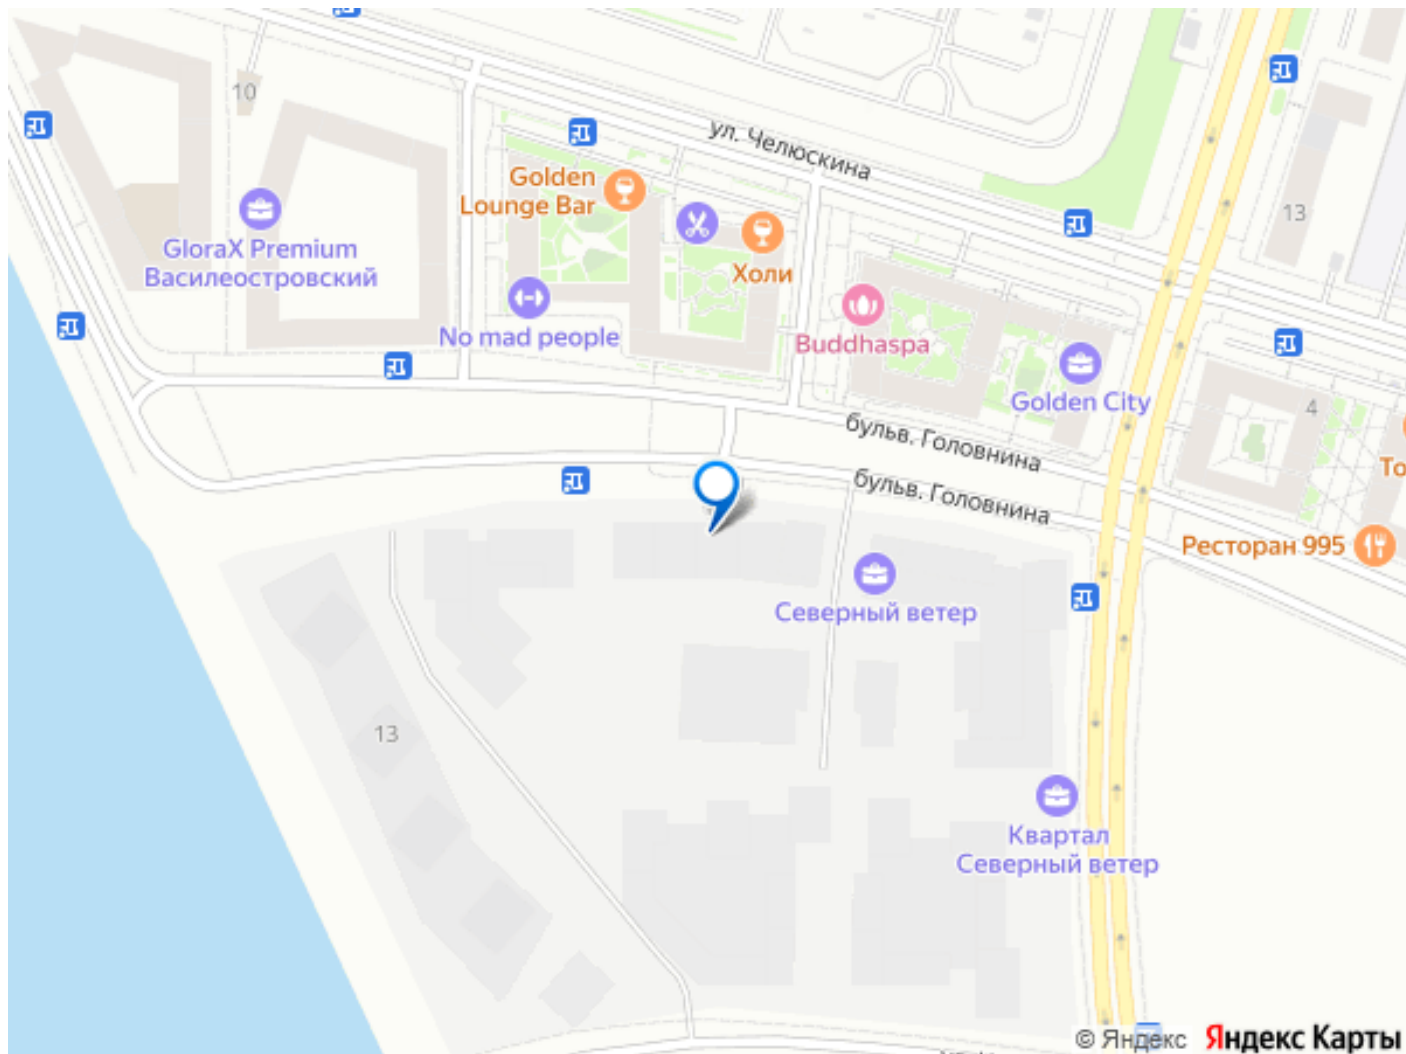 10
ул. Челюскина
Golden
Lounge Bar
13
GloraX Premium
Василеостровский
Холи
No mad people
Buddhaspa
Golden City
4
бульв. Головнина
То
бульв. Головнина
Ресторан 995
Северный ветер
13
Квартал
Северный ветер
© Яндекс Яндекс Карты